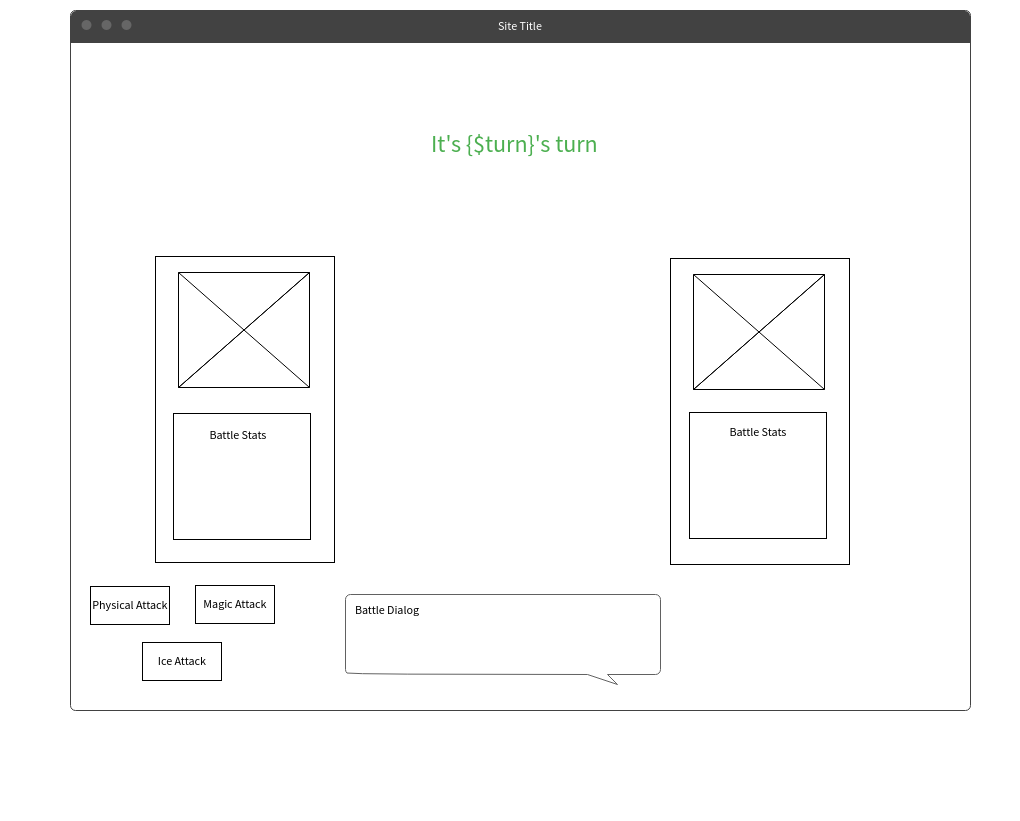 Site Title
It's {$turn}'s turn
Battle Stats
Battle Stats
Physical Attack
Magic Attack
Ice Attack
Battle Dialog